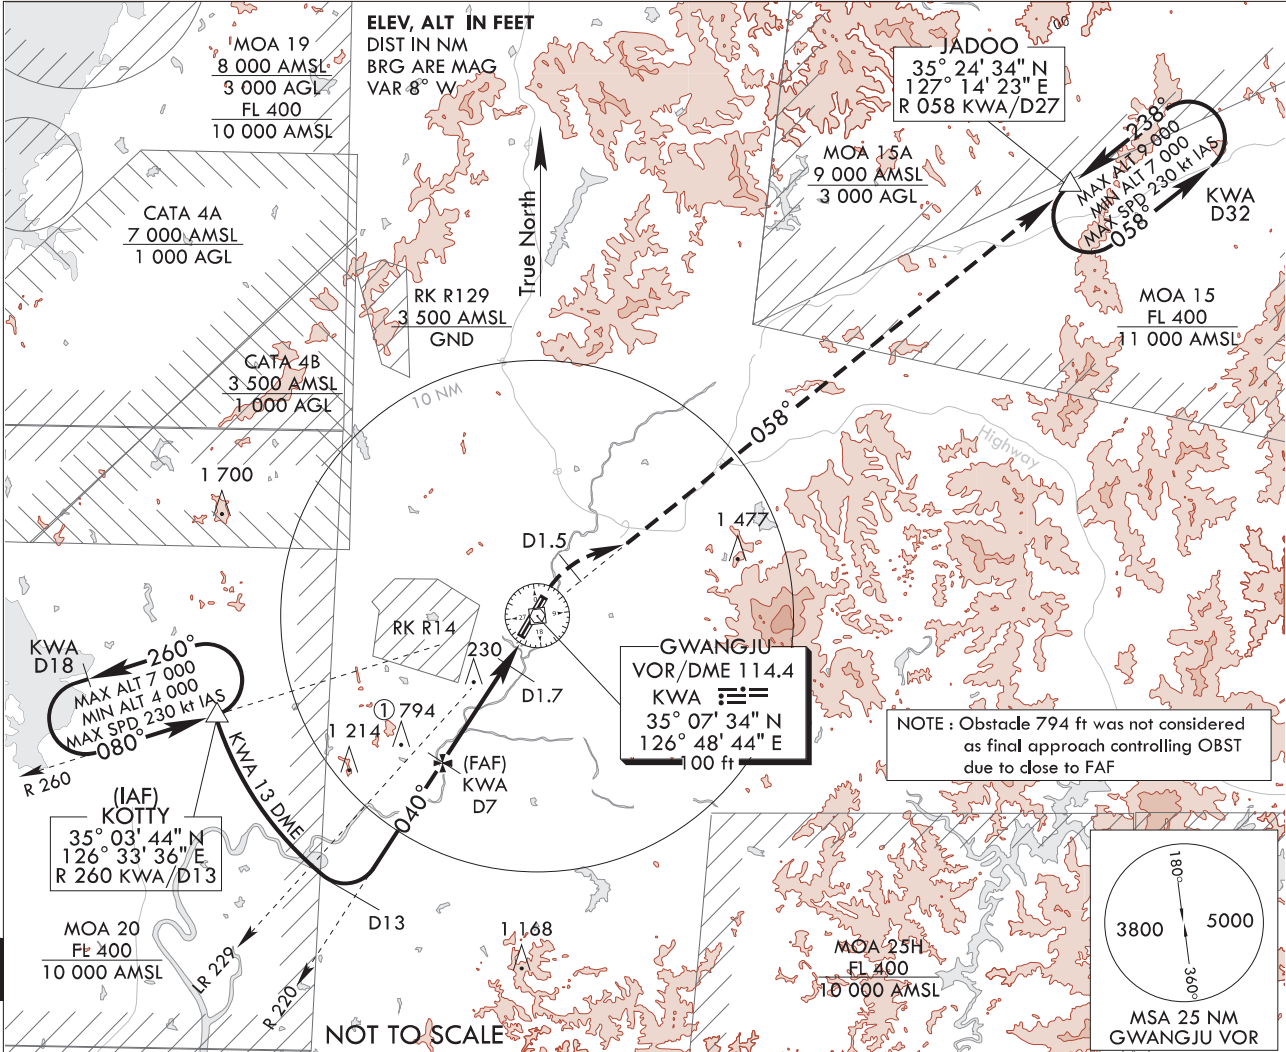 ELEV, ALT IN FEET
DIST IN NM
BRG ARE MAG
VAR 8° W
MOA 19
8 000 AMSL
3 000 AGL
FL 400
10 000 AMSL
JADOO
35° 24' 34" N
127° 14' 23" E
R 058 KWA/D27
00
238°
MAX ALT 9 000
MIN ALT 7 000
MAX SPD 230 kt IAS
058°
KWA
D32
MOA 15A
9 000 AMSL
3 000 AGL
CATA 4A
7 000 AMSL
1 000 AGL
True North
RK R129
3 500 AMSL
GND
MOA 15
FL 400
11 000 AMSL
CATA 4B
3 500 AMSL
1 000 AGL
10 NM
058°
Highway
1 700
1 477
D1.5
0
9
18
27
RK R14
230
D1.7
GWANGJU
VOR/DME 114.4
KWA
35° 07' 34" N
126° 48' 44" E
100 ft
KWA
D18
260°
MAX ALT 7 000
MIN ALT 4 000
MAX SPD 230 kt IAS
080°
R 260
1 794
1 214
(FAF)
KWA
D7
040°
KWA 13 DME
NOTE : Obstacle 794 ft was not considered
as final approach controlling OBST
due to close to FAF
(IAF)
KOTTY
35° 03' 44" N
126° 33' 36" E
R 260 KWA/D13
D13
MOA 20
FL 400
10 000 AMSL
LR 229
R 220
1 168
MOA 25H
FL 400
10 000 AMSL
180°
3800
5000
360°
MSA 25 NM
GWANGJU VOR
NOT TO SCALE